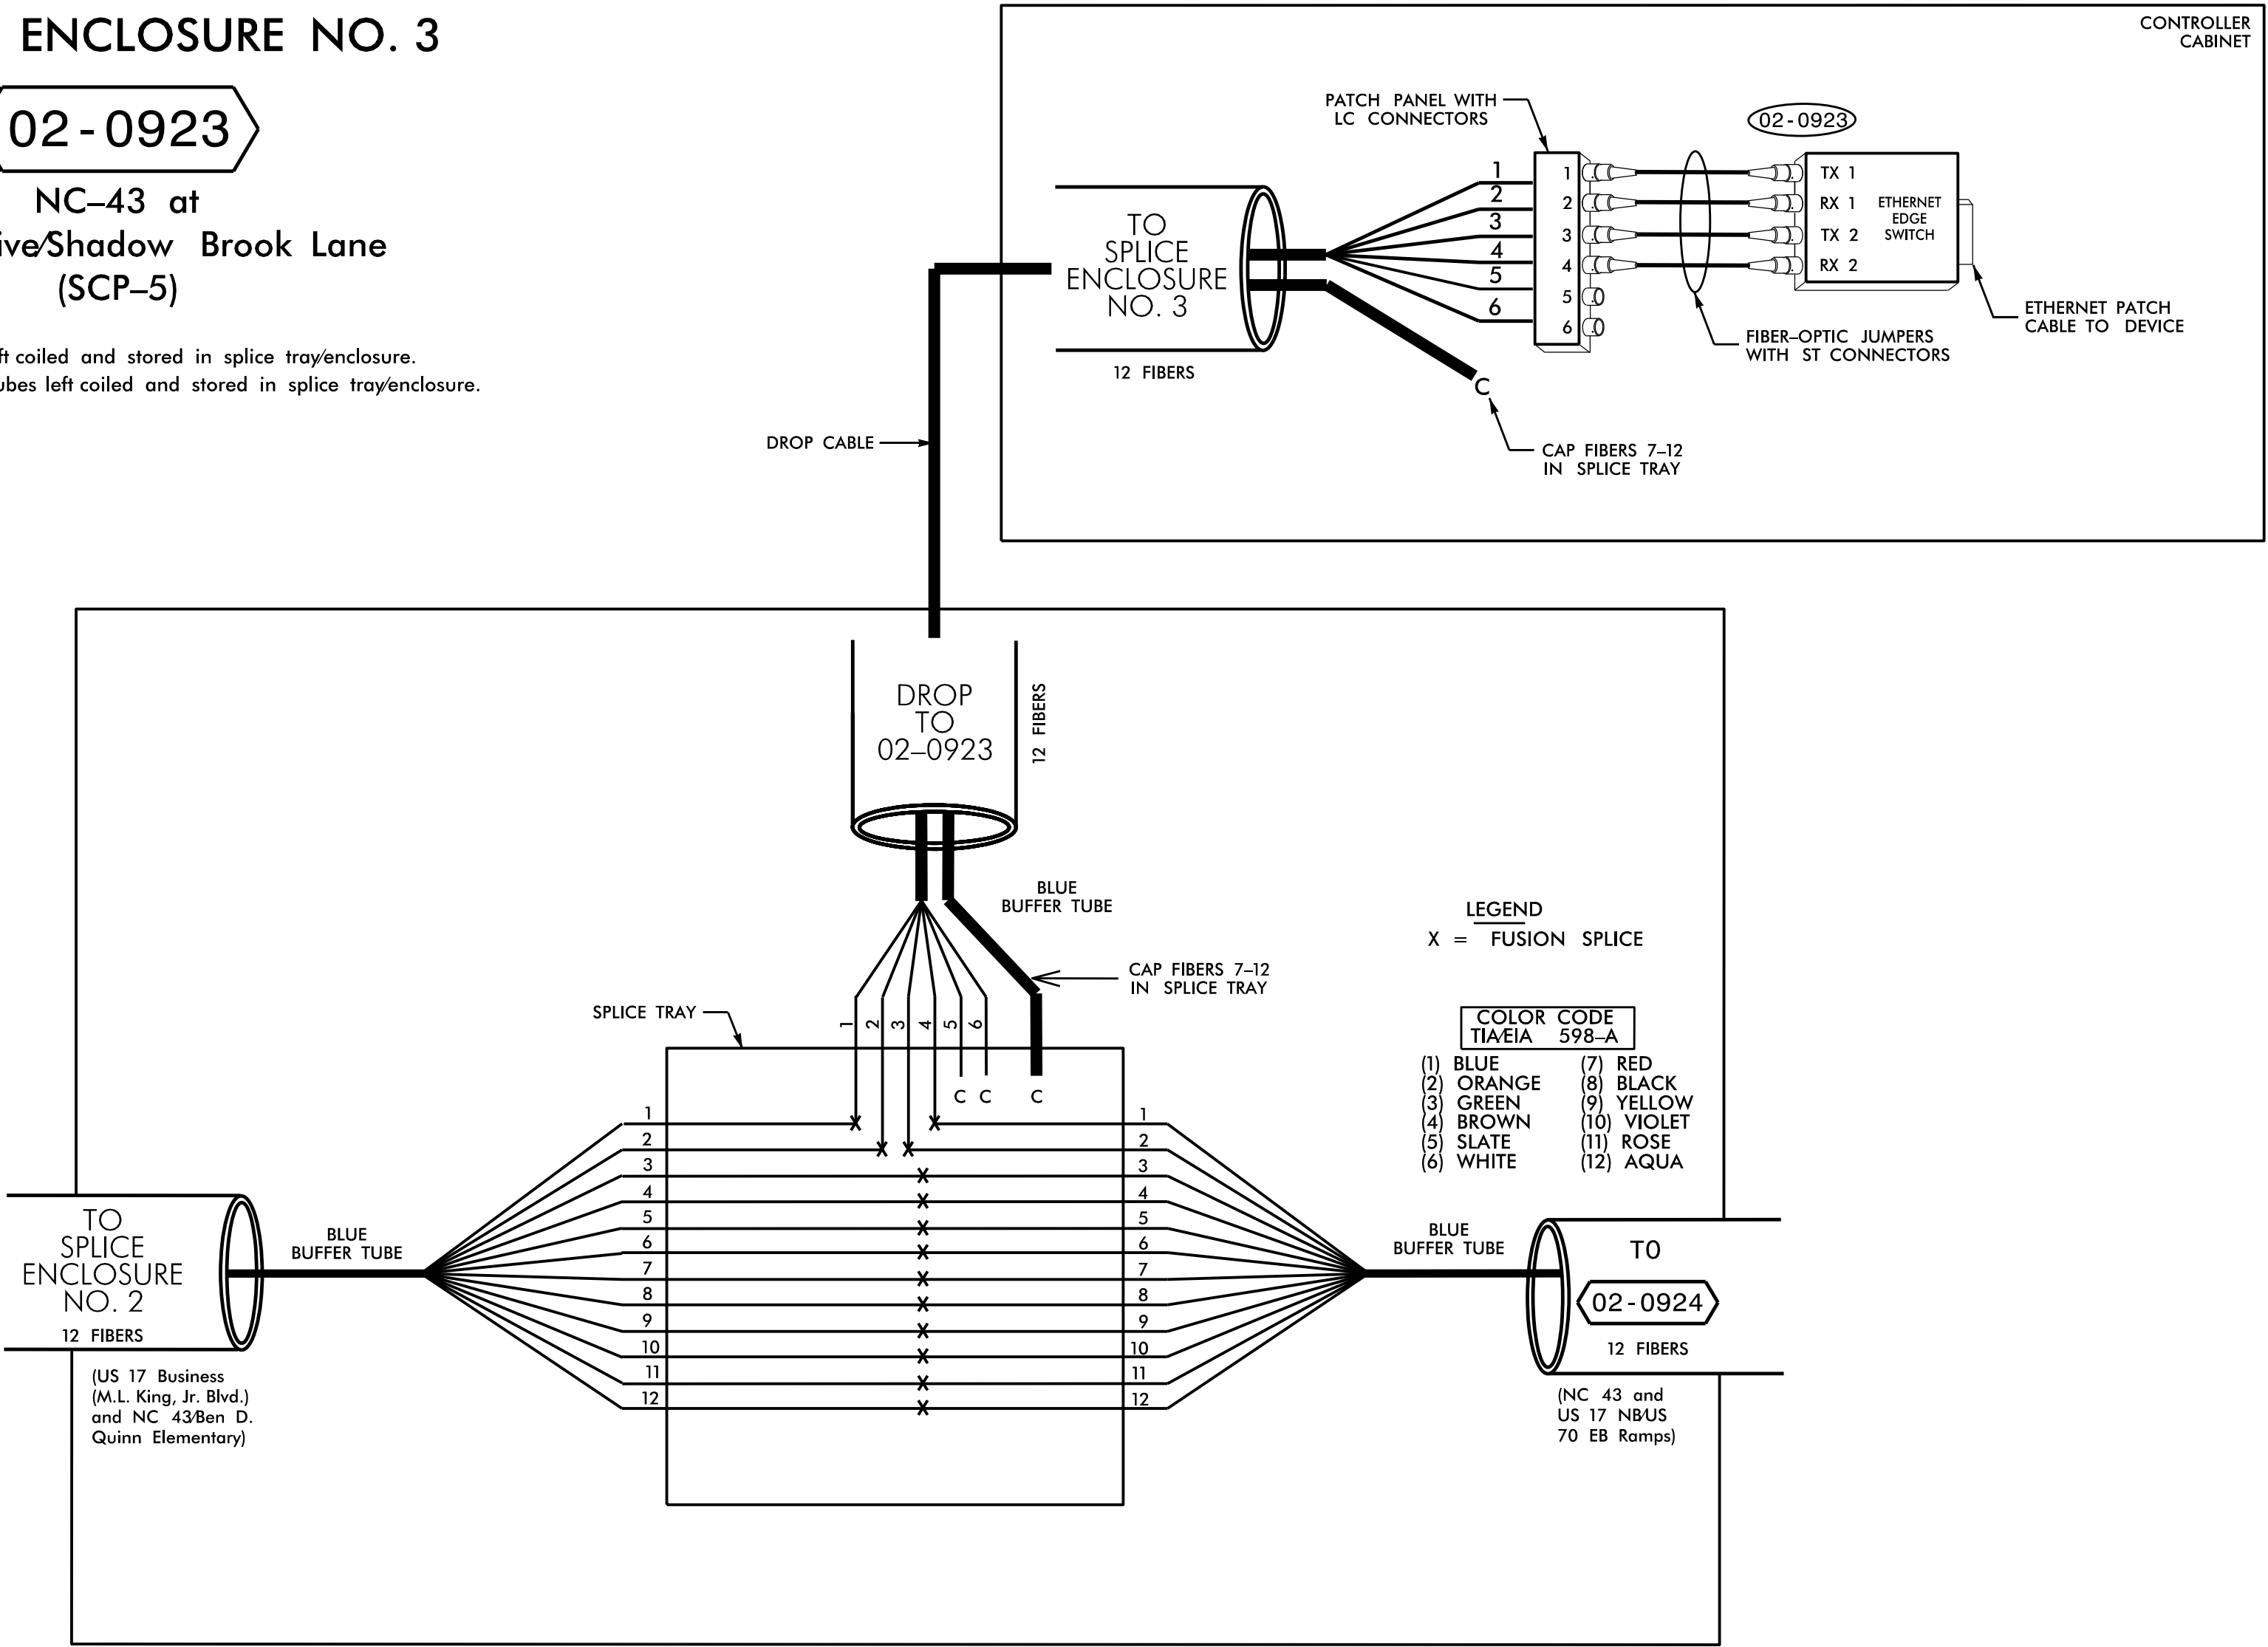 ENCLOSURE NO. 3
02-0923
NC–43 at
ive/Shadow Brook Lane
(SCP–5)
ft coiled and stored in splice tray/enclosure.
ubes left coiled and stored in splice tray/enclosure.
CONTROLLER
CABINET
PATCH PANEL WITH
LC CONNECTORS
02-0923
TO
SPLICE
ENCLOSURE
NO. 3
12 FIBERS
1
2
3
4
5
6
1
2
3
4
5
6
TX 1
RX 1
TX 2
RX 2
ETHERNET
EDGE
SWITCH
ETHERNET PATCH
CABLE TO DEVICE
FIBER–OPTIC JUMPERS
WITH ST CONNECTORS
C
CAP FIBERS 7–12
IN SPLICE TRAY
DROP CABLE
DROP
TO
02–0923
12 FIBERS
BLUE
BUFFER TUBE
CAP FIBERS 7–12
IN SPLICE TRAY
SPLICE TRAY
1
2
3
4
5
6
C C C
LEGEND
X = FUSION SPLICE
COLOR CODE
TIA/EIA 598–A
(1) BLUE (7) RED
(2) ORANGE (8) BLACK
(3) GREEN (9) YELLOW
(4) BROWN (10) VIOLET
(5) SLATE (11) ROSE
(6) WHITE (12) AQUA
1 1
2 2
3 3
4 4
5 5
6 6
7 7
8 8
9 9
10 10
11 11
12 12
TO
SPLICE
ENCLOSURE
NO. 2
12 FIBERS
BLUE
BUFFER TUBE
(US 17 Business
(M.L. King, Jr. Blvd.)
and NC 43/Ben D.
Quinn Elementary)
BLUE
BUFFER TUBE
TO
02-0924
12 FIBERS
(NC 43 and
US 17 NB/US
70 EB Ramps)